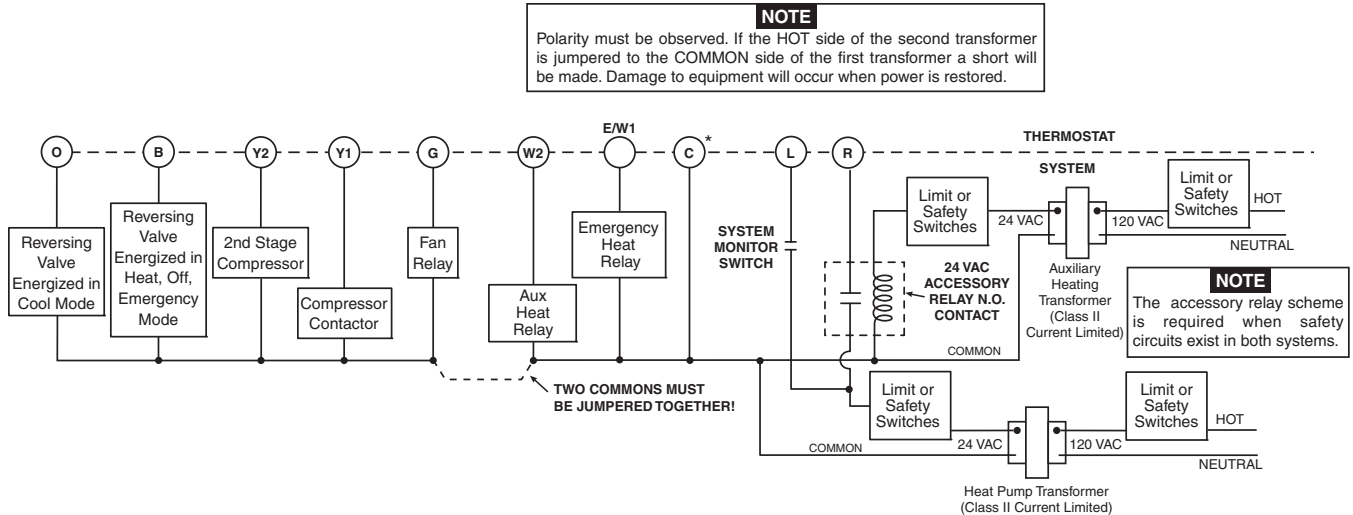 NOTE
Polarity must be observed. If the HOT side of the second transformer
is jumpered to the COMMON side of the first transformer a short will
be made. Damage to equipment will occur when power is restored.
O
B
Y2
Y1
G
W2
E/W1
C
*
L
R
THERMOSTAT
SYSTEM
Reversing
Valve
Energized in
Cool Mode
Reversing
Valve
Energized in
Heat, Off,
Emergency
Mode
2nd Stage
Compressor
Compressor
Contactor
Fan
Relay
Aux
Heat
Relay
Emergency
Heat
Relay
SYSTEM
MONITOR
SWITCH
24 VAC
ACCESSORY
RELAY N.O.
CONTACT
Limit or
Safety
Switches
24 VAC
120 VAC
Limit or
Safety
Switches
HOT
NEUTRAL
Auxiliary
Heating
Transformer
(Class II
Current Limited)
NOTE
The accessory relay scheme
is required when safety
circuits exist in both systems.
COMMON
TWO COMMONS MUST
BE JUMPERED TOGETHER!
Limit or
Safety
Switches
COMMON
24 VAC
120 VAC
Limit or
Safety
Switches
HOT
NEUTRAL
Heat Pump Transformer
(Class II Current Limited)